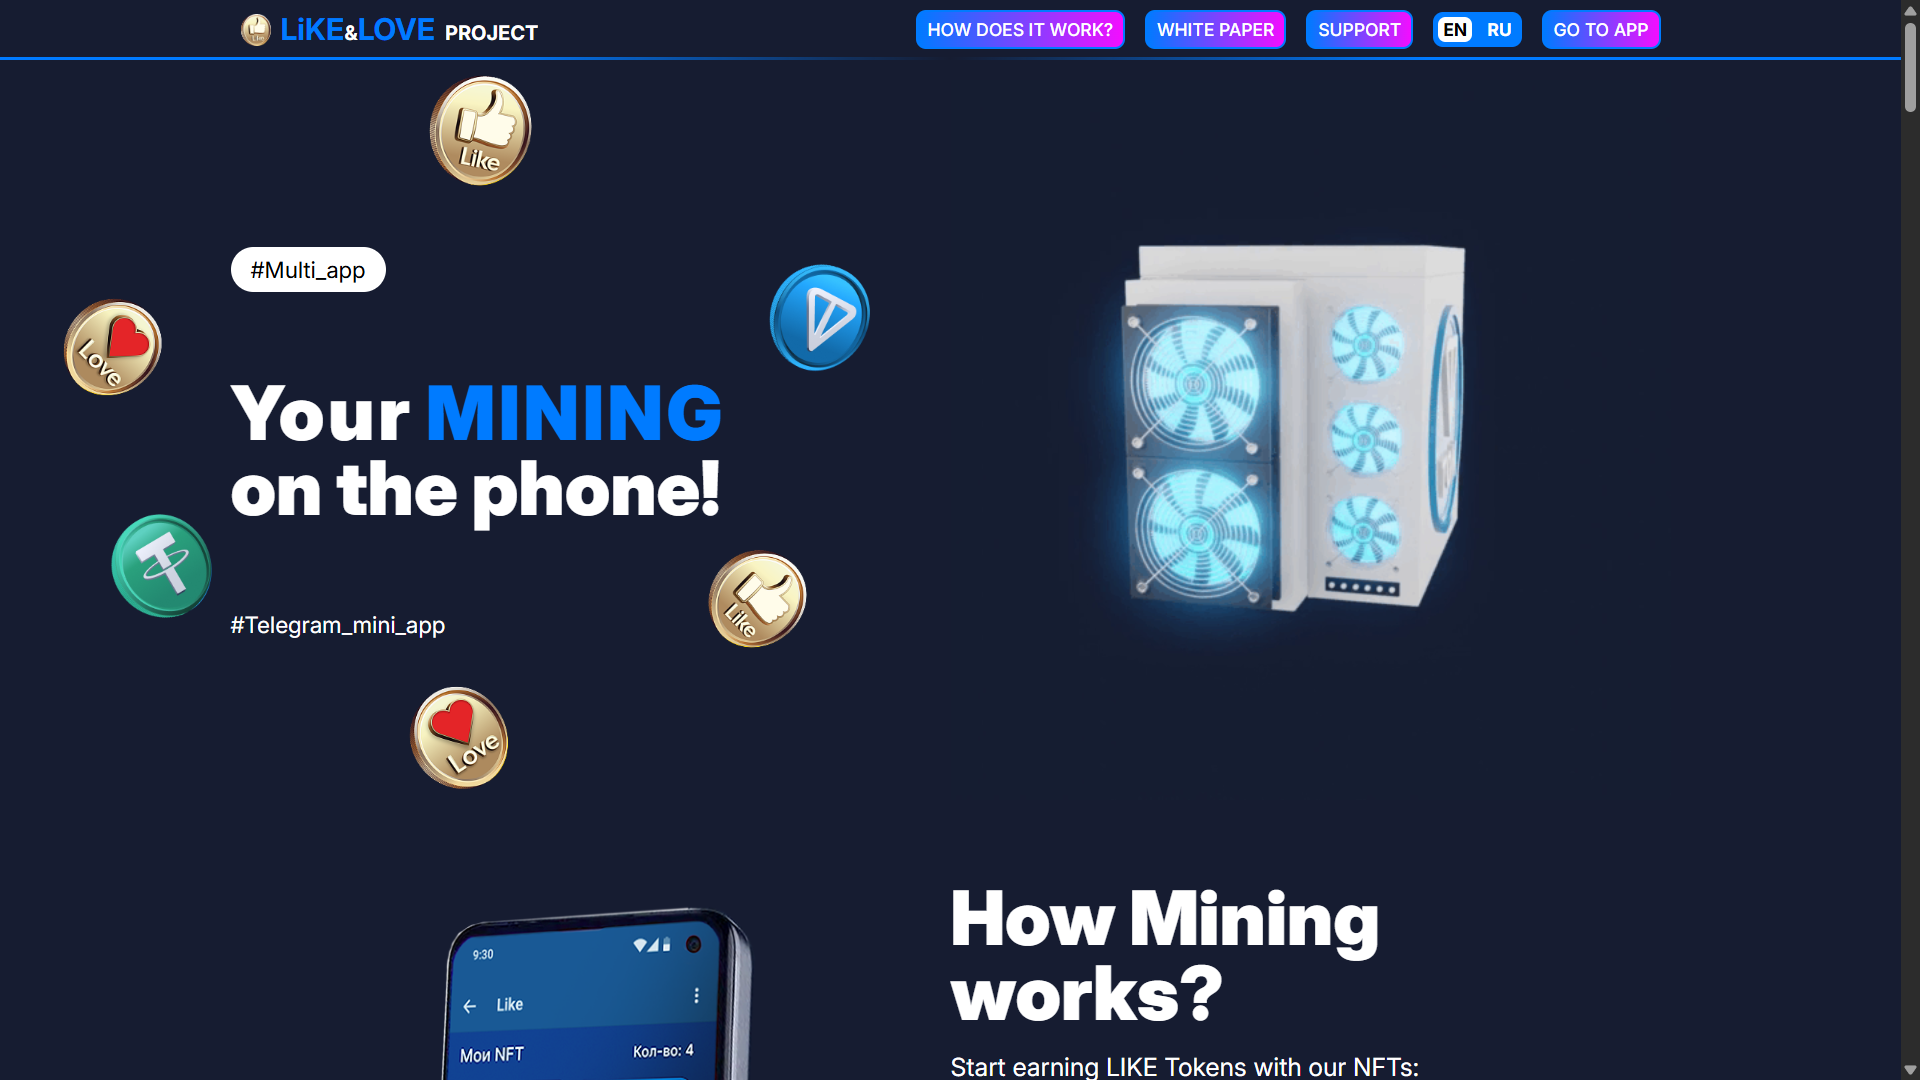 LiKE&LOVE PROJECT
HOW DOES IT WORK?
WHITE PAPER
SUPPORT
EN RU
GO TO APP
Like
#Multi_app
Love
Your MINING
on the phone!
Like
#Telegram_mini_app
Love
How Mining
works?
Start earning LIKE Tokens with our NFTs:
9:30
Like
Мои NFT
Кол-во: 4